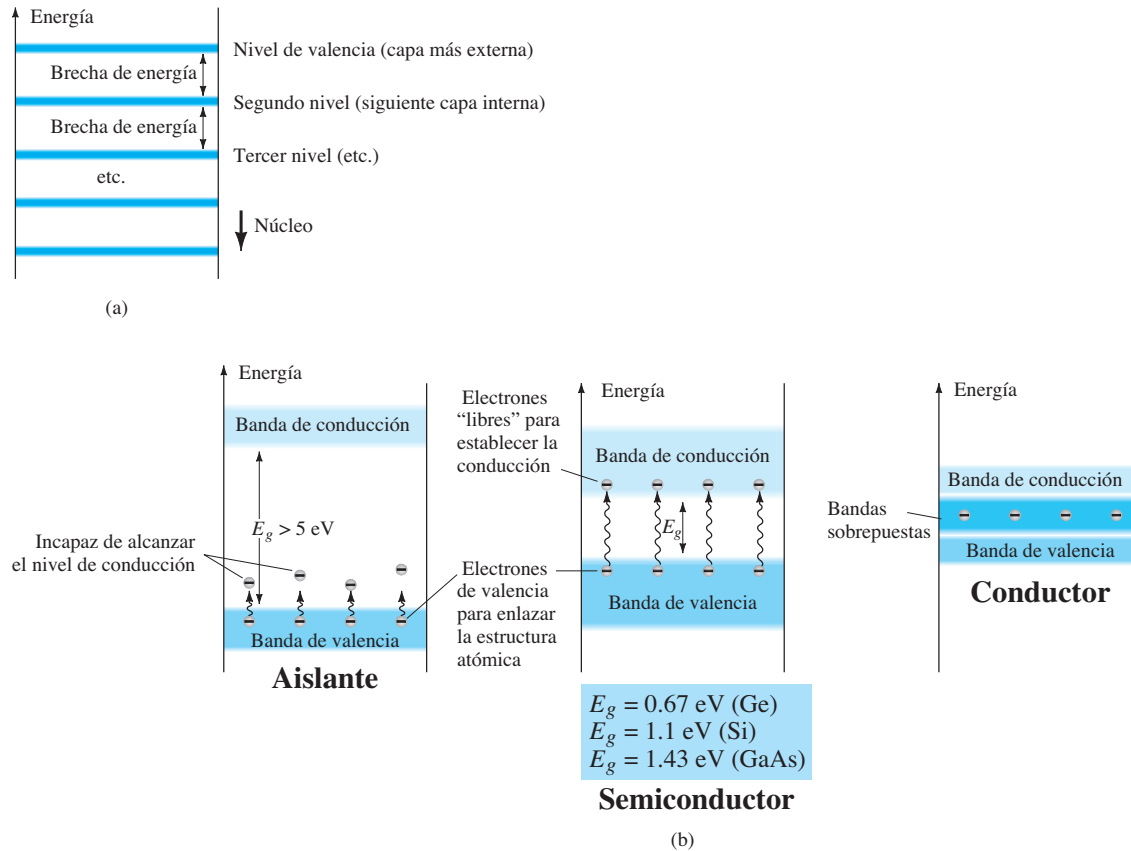 Energía
Nivel de valencia (capa más externa)
Brecha de energía
Segundo nivel (siguiente capa interna)
Brecha de energía
Tercer nivel (etc.)
etc.
Núcleo
(a)
Energía
Banda de conducción
E_g > 5 eV
Incapaz de alcanzar
el nivel de conducción
Banda de valencia
Aislante
Electrones
“libres” para
establecer la
conducción
Energía
Banda de conducción
E_g
Electrones
de valencia
para enlazar
la estructura
atómica
Banda de valencia
E_g = 0.67 eV (Ge)
E_g = 1.1 eV (Si)
E_g = 1.43 eV (GaAs)
Semiconductor
Energía
Banda de conducción
Bandas
sobrepuestas
Banda de valencia
Conductor
(b)